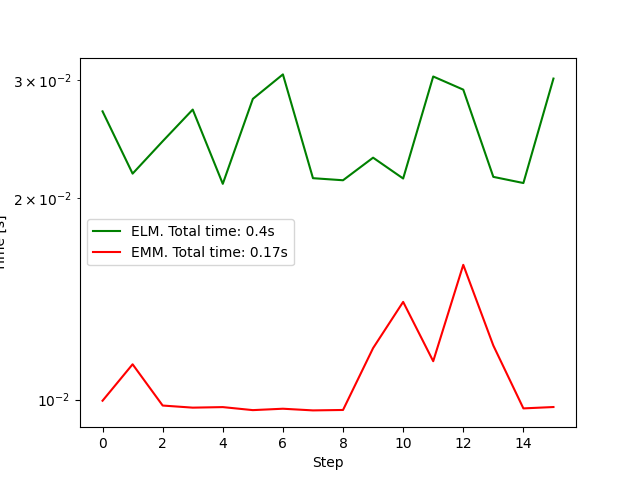 3 × 10⁻²
2 × 10⁻²
10⁻²
Time [s]
ELM. Total time: 0.4s
EMM. Total time: 0.17s
0 2 4 6 8 10 12 14
Step